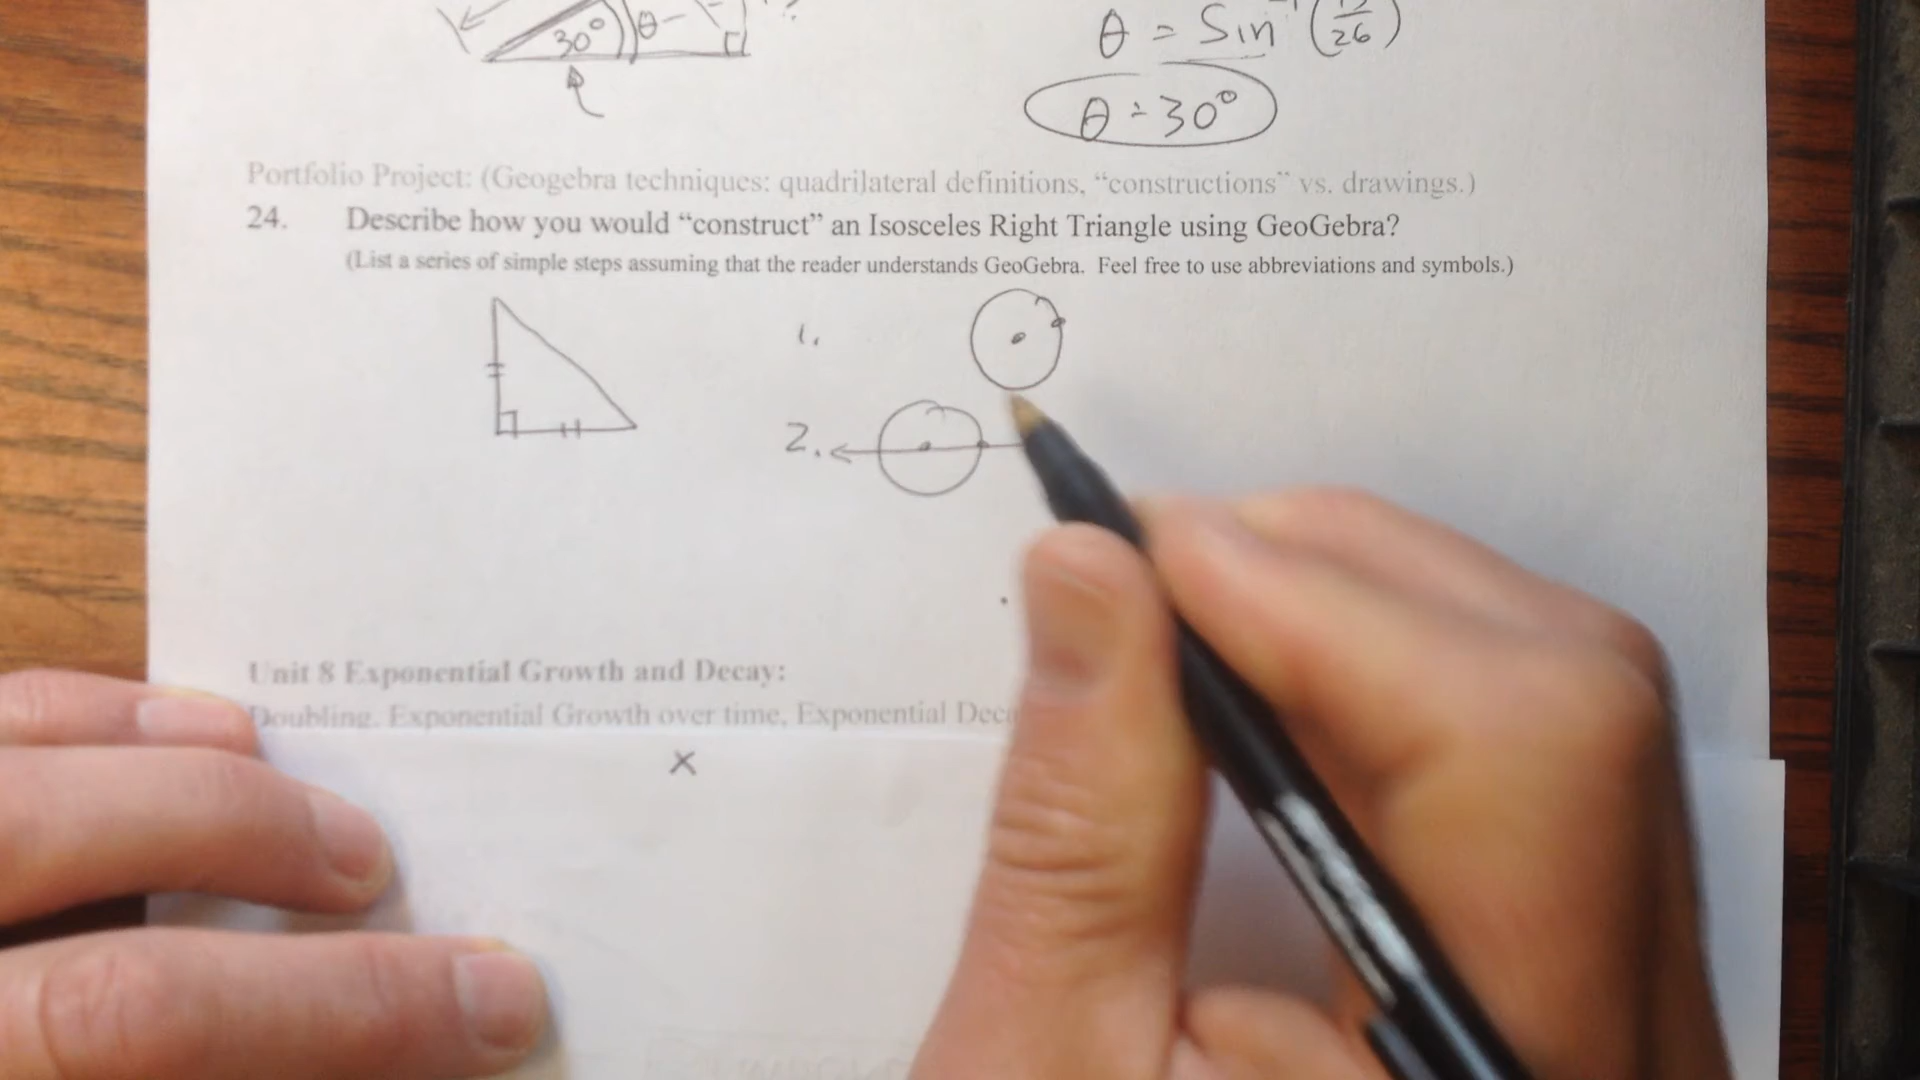 30° θ ?
θ = Sin⁻¹ (/26)
θ = 30°
Portfolio Project: (Geogebra techniques: quadrilateral definitions, “constructions” vs. drawings.)
24. Describe how you would “construct” an Isosceles Right Triangle using GeoGebra?
(List a series of simple steps assuming that the reader understands GeoGebra. Feel free to use abbreviations and symbols.)
1.
2.
Unit 8 Exponential Growth and Decay:
Doubling, Exponential Growth over time, Exponential
x